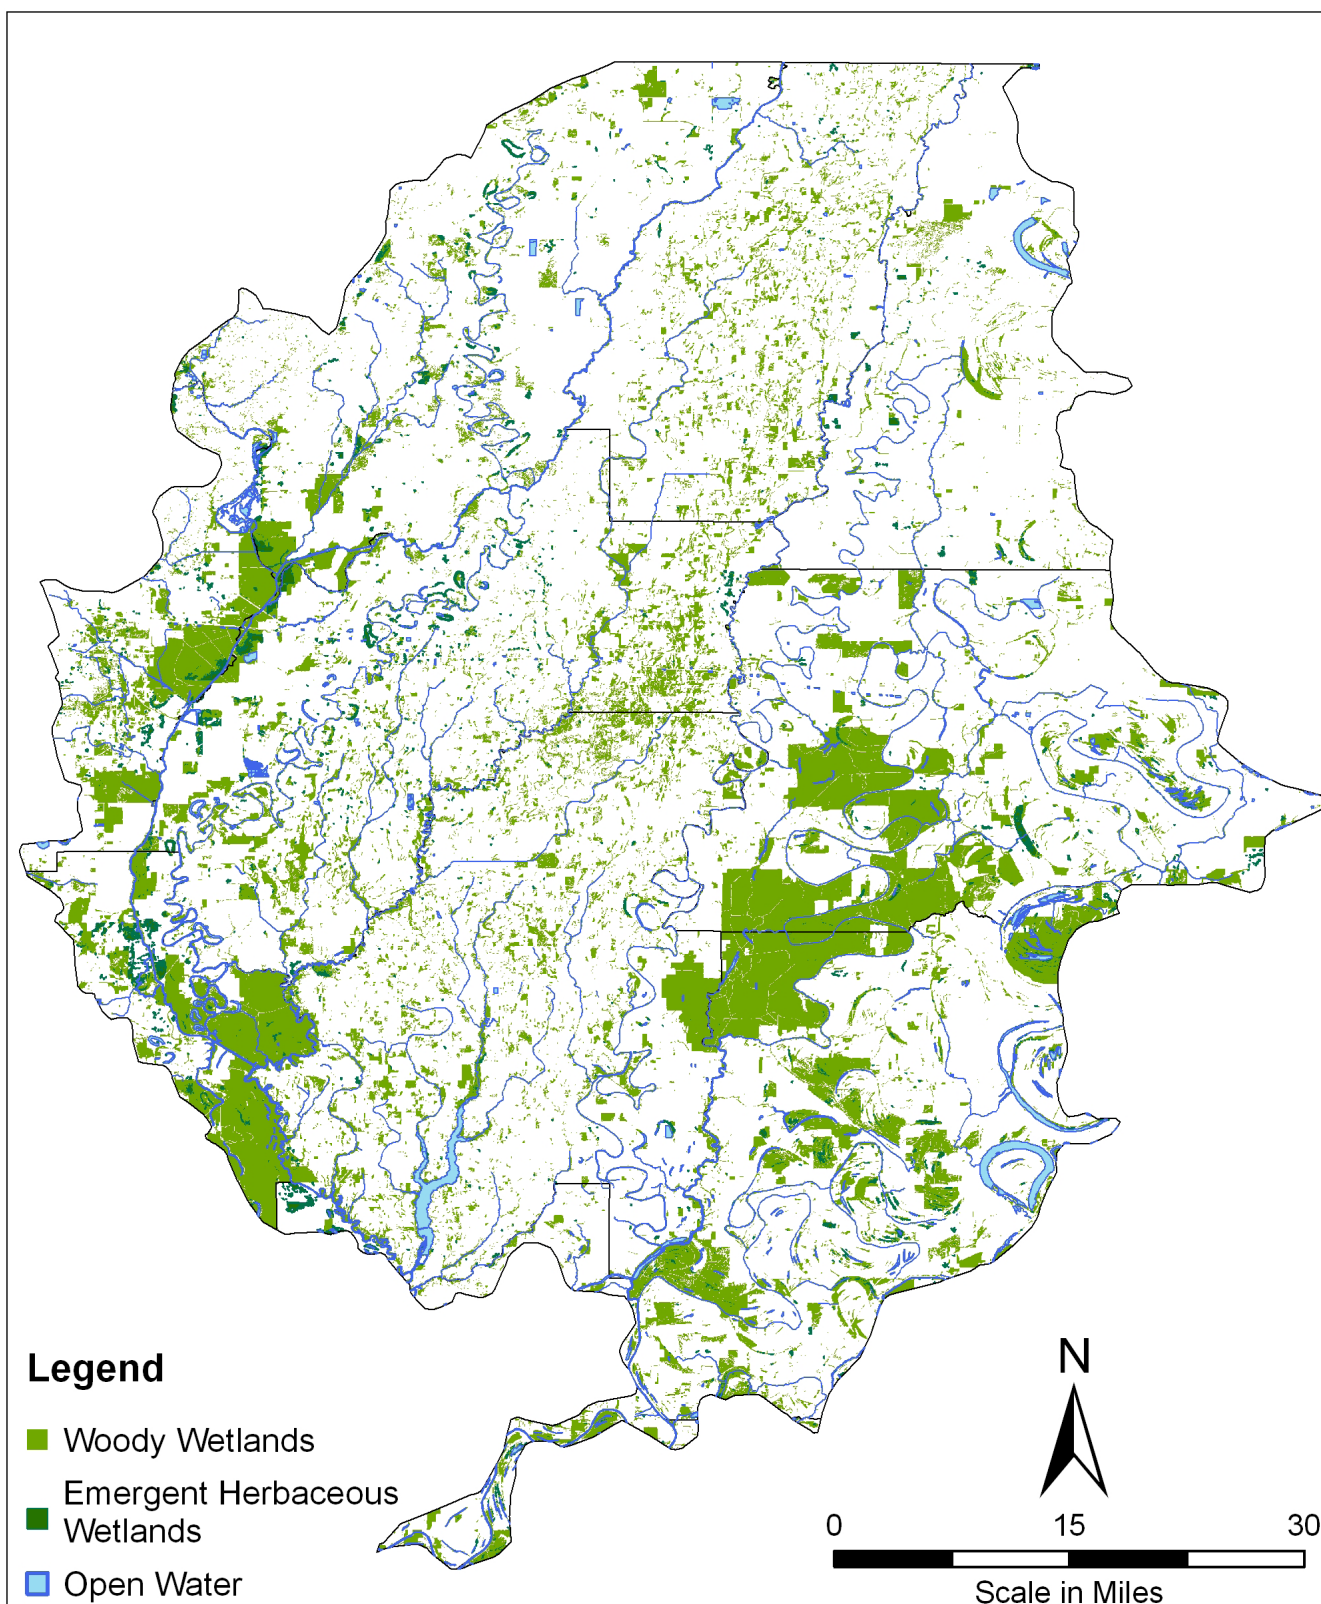 Legend
Woody Wetlands
Emergent Herbaceous
Wetlands
Open Water
N
0 15 30
Scale in Miles